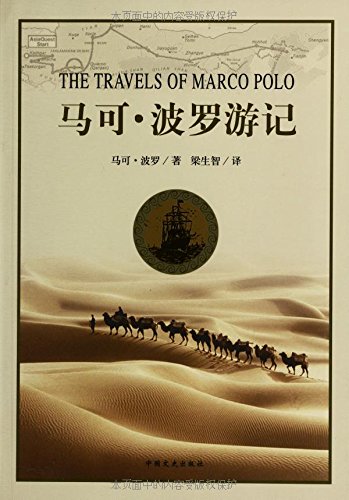 本页面中的内容受版权保护
AsiaQuest
Start
THE TRAVELS OF MARCO POLO
马可·波罗游记
马可·波罗/著 梁生智/译
中国文史出版社
本页面中的内容受版权保护